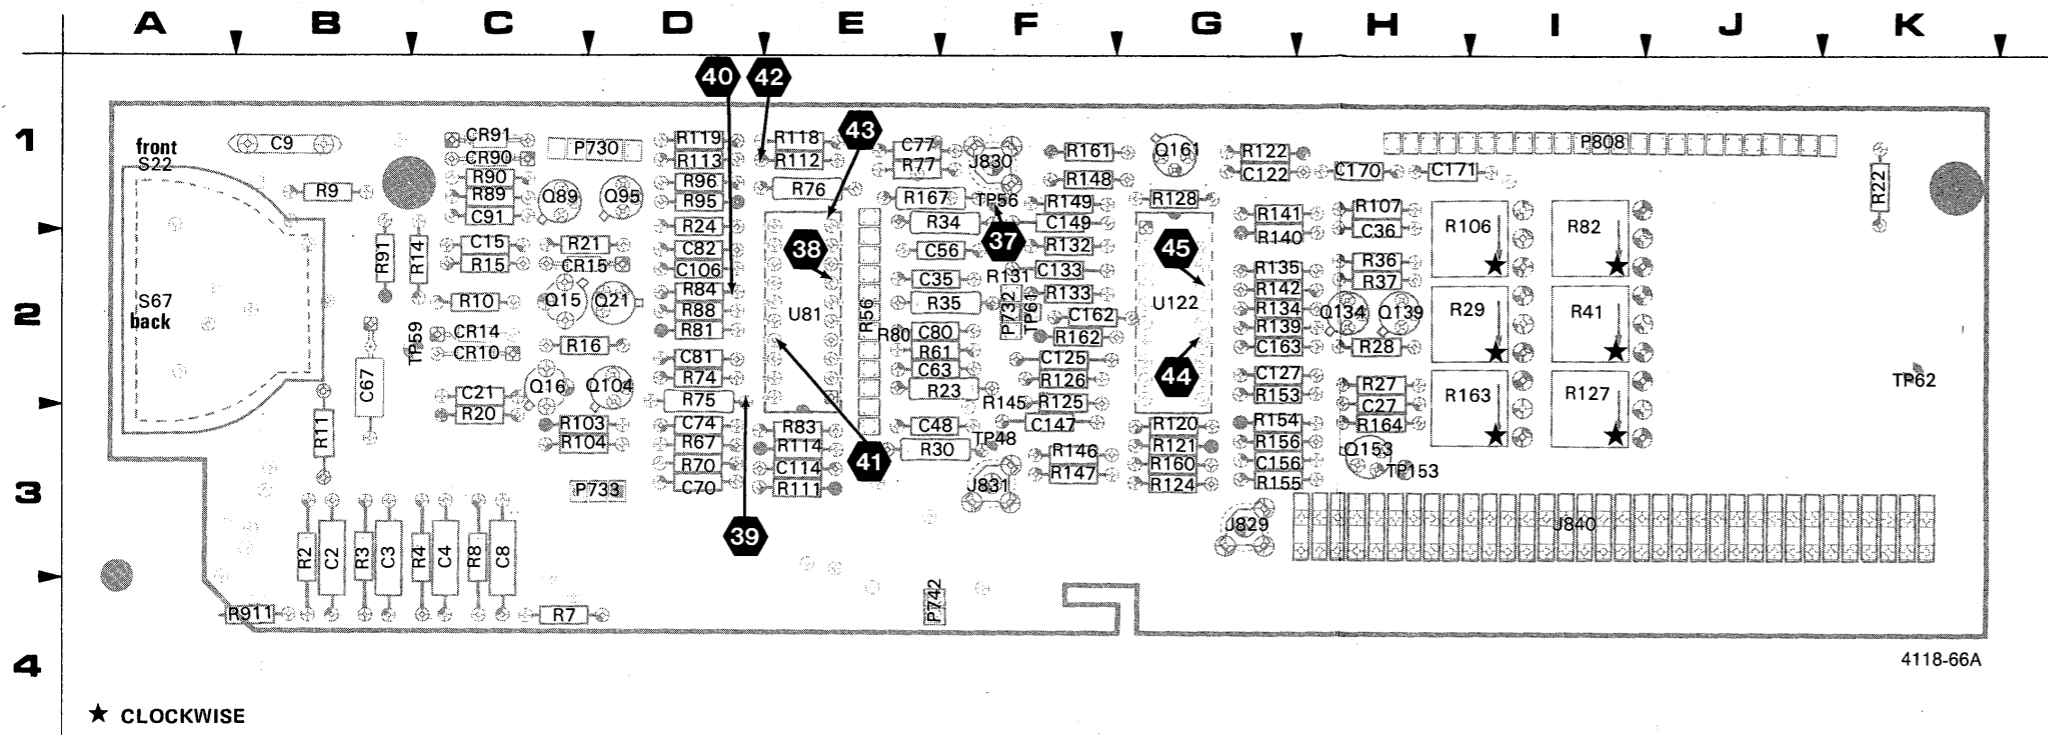 A B C D E F G H I J K
40 42
1
front
S22
C9
CR91
P730
R119
R118
43
C77
J830
R161
Q161
R122
P808
CR90
R113
R112
R77
C122
C170
C171
R9
R90
R89
C91
Q89
Q95
R96
R95
R76
R167
TP56
R148
R149
R128
R221
R24
R34
C149
R141
R107
R106
R82
R91
R14
C15
R21
C82
38
C56
37
R132
45
R140
C36
R15
CR15
C106
C35
R131
C133
R135
R36
2
S67
back
R10
Q15
Q21
R84
R88
R81
U81
R56
R35
P732
TP61
R133
C162
U122
R142
R134
R139
R37
Q134
Q139
R29
R41
TP59
CR14
CR10
R16
R80
C80
R61
R162
C163
R28
C67
C81
C63
C125
44
Q16
Q104
R74
R23
R126
C127
R27
R163
R127
TP62
C21
R20
R75
R145
R125
R153
C27
R11
R103
R104
C74
R67
R83
R114
C48
C147
R120
R121
R154
R156
R164
R30
TP48
R146
Q153
TP153
3
R70
C70
C114
R111
41
J831
R147
R160
R124
C156
R155
P733
39
J829
J840
R2
C2
R3
C3
R4
C4
R8
C8
R911
R7
P742
4
4118-66A
★ CLOCKWISE